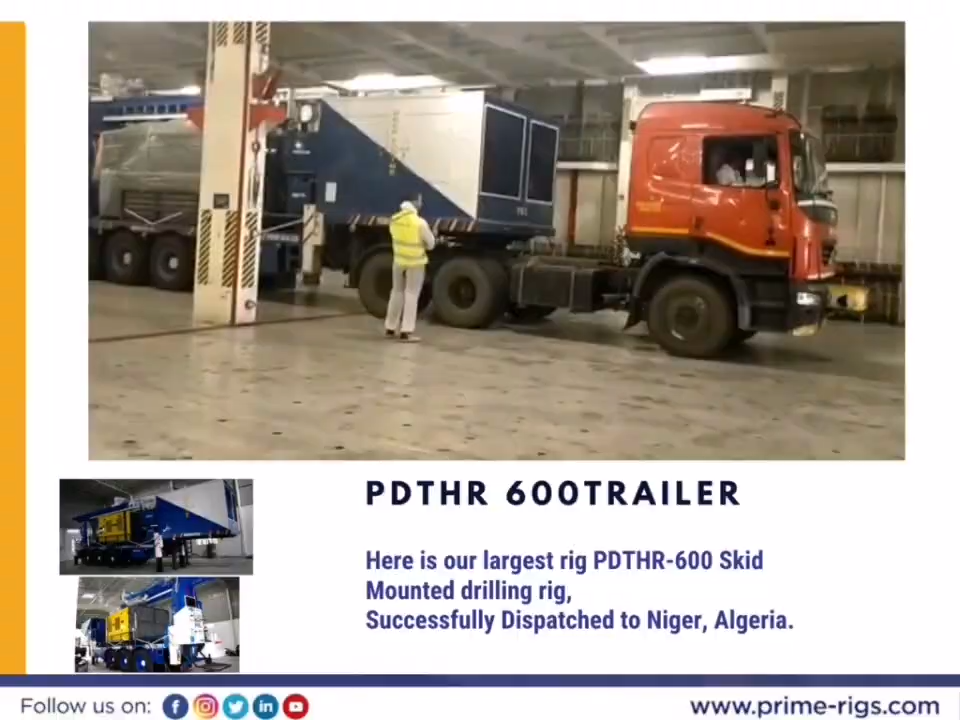 PDTHR 600TRAILER
Here is our largest rig PDTHR-600 Skid
Mounted drilling rig,
Successfully Dispatched to Niger, Algeria.
Follow us on:
www.prime-rigs.com